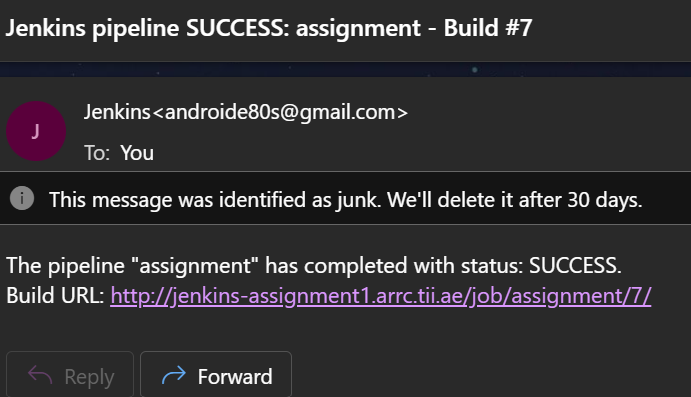 Jenkins pipeline SUCCESS: assignment - Build #7
J
Jenkins<androide80s@gmail.com>
To: You
This message was identified as junk. We'll delete it after 30 days.
The pipeline "assignment" has completed with status: SUCCESS.
Build URL: http://jenkins-assignment1.arrc.tii.ae/job/assignment/7/
Reply
Forward